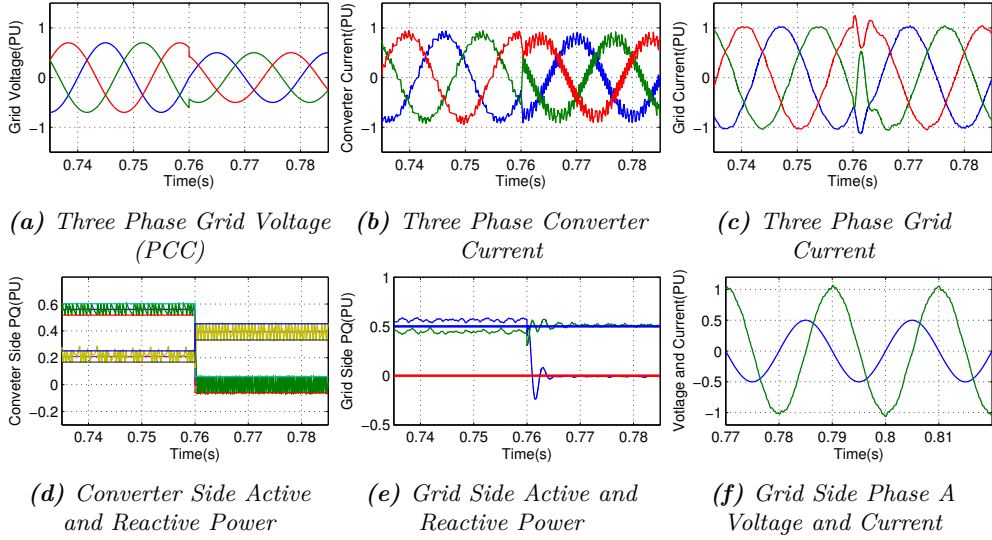 Grid Voltage(PU)
1
0
−1
0.74 0.75 0.76 0.77 0.78
Time(s)
Converter Current(PU)
1
0
−1
0.74 0.75 0.76 0.77 0.78
Time(s)
Grid Current(PU)
1
0
−1
0.74 0.75 0.76 0.77 0.78
Time(s)
(a) Three Phase Grid Voltage
(PCC)
(b) Three Phase Converter
Current
(c) Three Phase Grid
Current
Conveter Side PQ(PU)
0.6
0.4
0.2
0
−0.2
0.74 0.75 0.76 0.77 0.78
Time(s)
Grid Side PQ(PU)
1
0.5
0
−0.5
0.74 0.75 0.76 0.77 0.78
Time(s)
Votlage and Current(PU)
1
0.5
0
−0.5
−1
0.77 0.78 0.79 0.8 0.81
Time(s)
(d) Converter Side Active
and Reactive Power
(e) Grid Side Active and
Reactive Power
(f) Grid Side Phase A
Voltage and Current